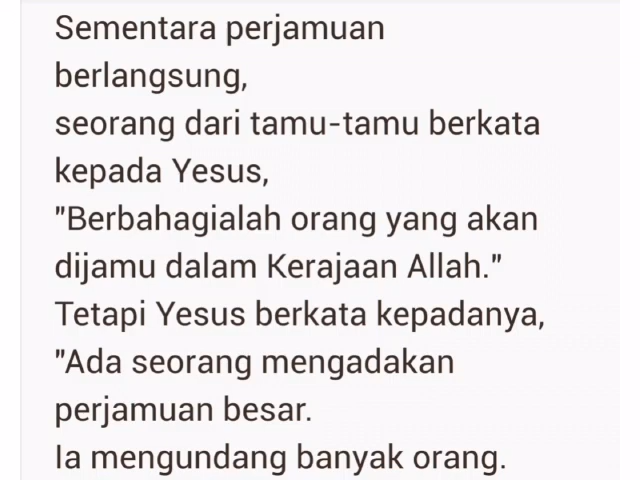 Sementara perjamuan
berlangsung,
seorang dari tamu-tamu berkata
kepada Yesus,
"Berbahagialah orang yang akan
dijamu dalam Kerajaan Allah."
Tetapi Yesus berkata kepadanya,
"Ada seorang mengadakan
perjamuan besar.
Ia mengundang banyak orang.